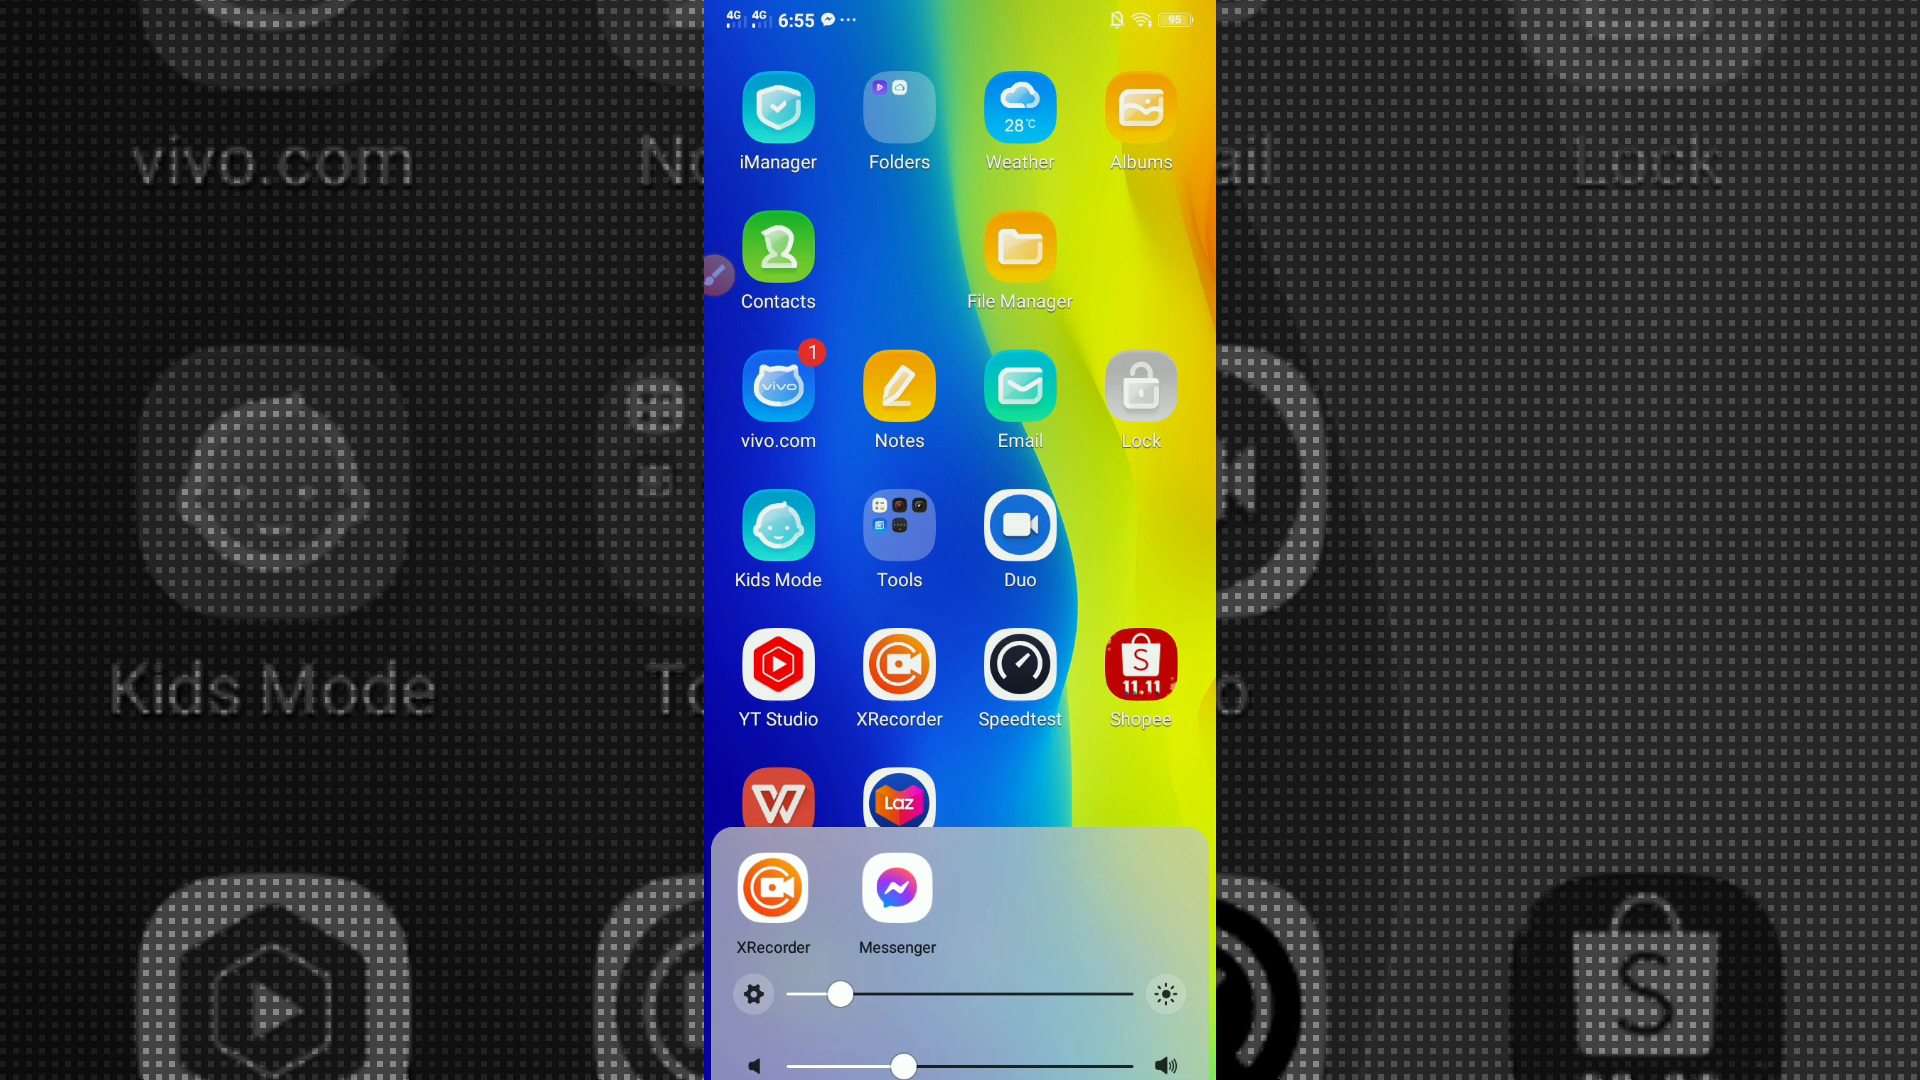 4G 4G 6:55 95
28°C
iManager Folders Weather Albums
Contacts File Manager
1
vivo
vivo.com Notes Email Lock
Kids Mode Tools Duo
S
11.11
YT Studio XRecorder Speedtest Shopee
W Laz
XRecorder Messenger
vivo.com
Lock
Kids Mode
S